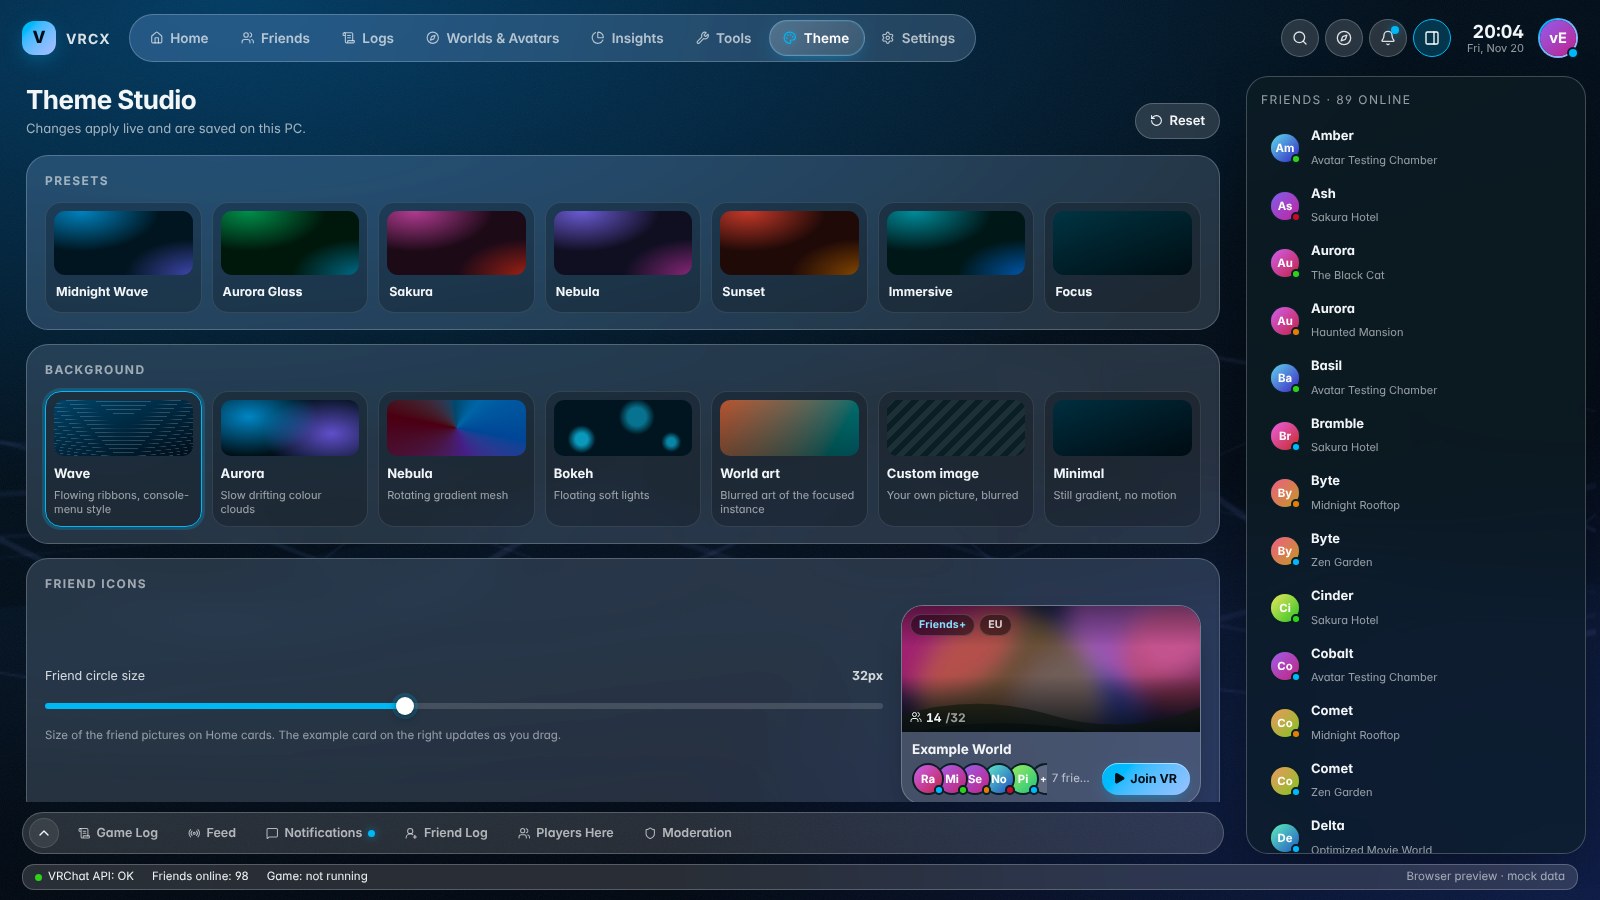 V VRCX Home Friends Logs Worlds & Avatars Insights Tools Theme Settings 20:04 vE
Fri, Nov 20
Theme Studio
Changes apply live and are saved on this PC.
Reset
PRESETS
Midnight Wave Aurora Glass Sakura Nebula Sunset Immersive Focus
BACKGROUND
Wave Aurora Nebula Bokeh World art Custom image Minimal
Flowing ribbons, console- Slow drifting colour Rotating gradient mesh Floating soft lights Blurred art of the focused Your own picture, blurred Still gradient, no motion
menu style clouds instance
FRIEND ICONS
Friend circle size 32px
Size of the friend pictures on Home cards. The example card on the right updates as you drag.
Friends+ EU
14 /32
Example World
Ra Mi Se No Pi + 7 frie... Join VR
FRIENDS · 89 ONLINE
Am Amber
Avatar Testing Chamber
As Ash
Sakura Hotel
Au Aurora
The Black Cat
Au Aurora
Haunted Mansion
Ba Basil
Avatar Testing Chamber
Br Bramble
Sakura Hotel
By Byte
Midnight Rooftop
By Byte
Zen Garden
Ci Cinder
Sakura Hotel
Co Cobalt
Avatar Testing Chamber
Co Comet
Midnight Rooftop
Co Comet
Zen Garden
De Delta
Optimized Movie World
Game Log Feed Notifications Friend Log Players Here Moderation
VRChat API: OK Friends online: 98 Game: not running Browser preview · mock data